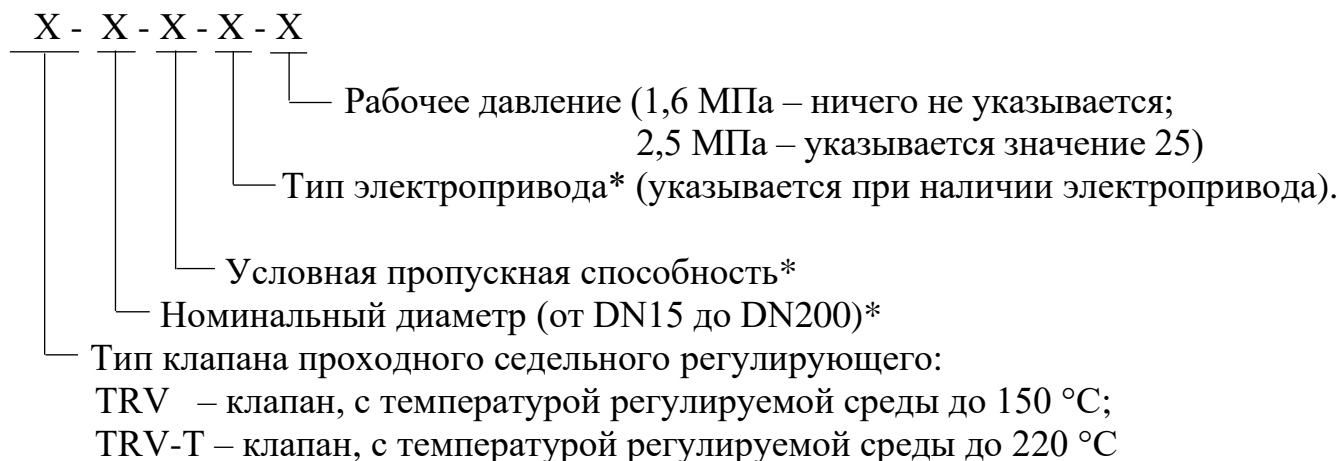 X - X - X - X - X
Рабочее давление (1,6 МПа – ничего не указывается;
2,5 МПа – указывается значение 25)
Тип электропривода* (указывается при наличии электропривода).
Условная пропускная способность*
Номинальный диаметр (от DN15 до DN200)*
Тип клапана проходного седельного регулирующего:
TRV – клапан, с температурой регулируемой среды до 150 °С;
TRV-T – клапан, с температурой регулируемой среды до 220 °С